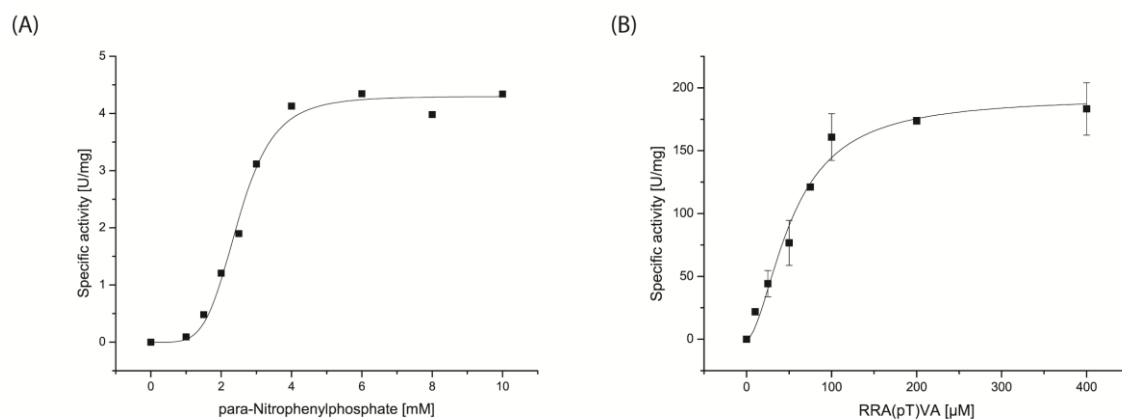 (A)
5
4
3
2
1
0
Specific activity [U/mg]
0 2 4 6 8 10
para-Nitrophenylphosphate [mM]
(B)
200
150
100
50
0
Specific activity [U/mg]
0 100 200 300 400
RRA(pT)VA [µM]